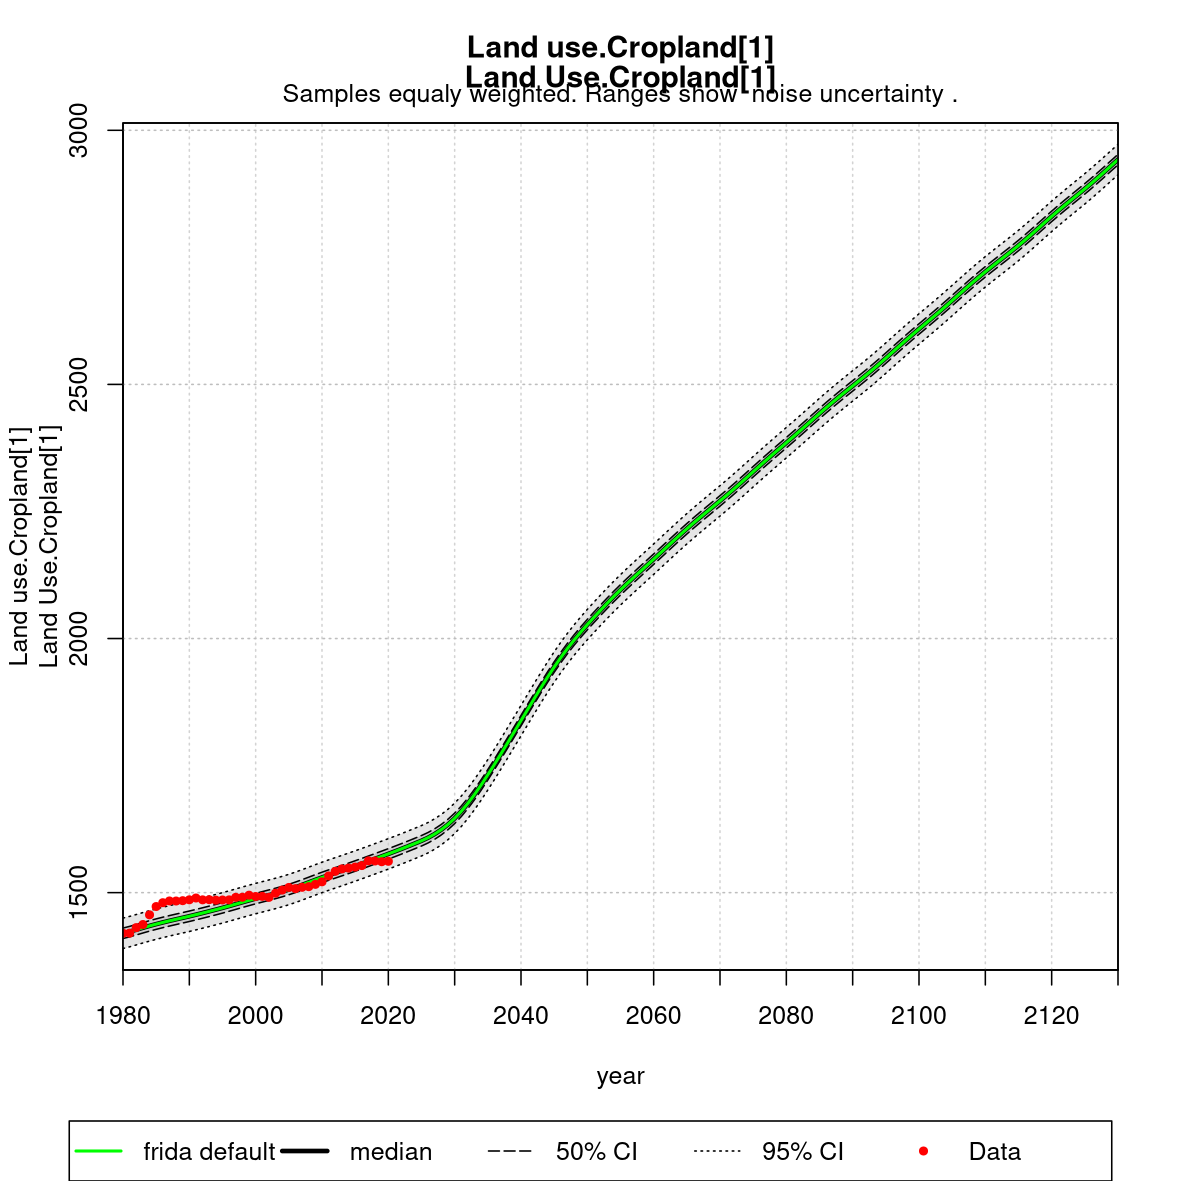 Land use.Cropland[1]
Land Use.Cropland[1]
Samples equaly weighted. Ranges show  noise uncertainty .
Land use.Cropland[1]
Land Use.Cropland[1]
3000
2500
2000
1500
1980 2000 2020 2040 2060 2080 2100 2120
year
frida default median 50% CI 95% CI Data